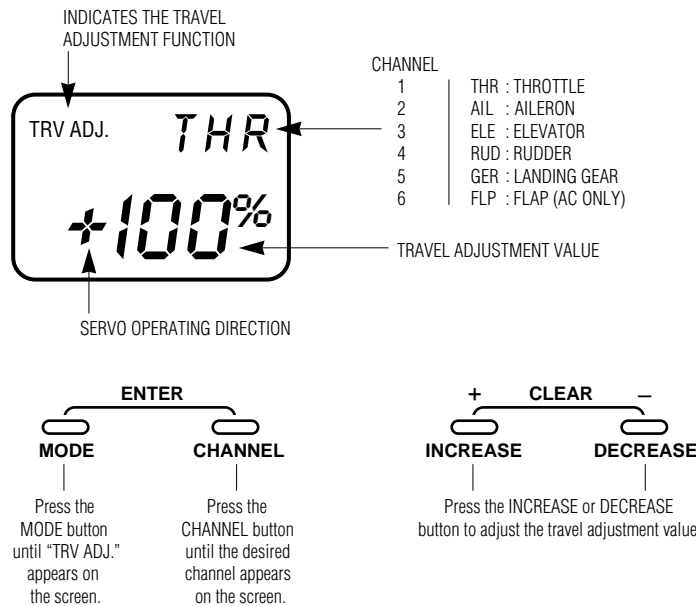 INDICATES THE TRAVEL
ADJUSTMENT FUNCTION
CHANNEL
1 THR : THROTTLE
2 AIL : AILERON
3 ELE : ELEVATOR
4 RUD : RUDDER
5 GER : LANDING GEAR
6 FLP : FLAP (AC ONLY)
TRV ADJ. THR
+100%
TRAVEL ADJUSTMENT VALUE
SERVO OPERATING DIRECTION
ENTER
MODE CHANNEL
Press the
MODE button
until “TRV ADJ.”
appears on
the screen.
Press the
CHANNEL button
until the desired
channel appears
on the screen.
+ CLEAR –
INCREASE DECREASE
Press the INCREASE or DECREASE
button to adjust the travel adjustment value